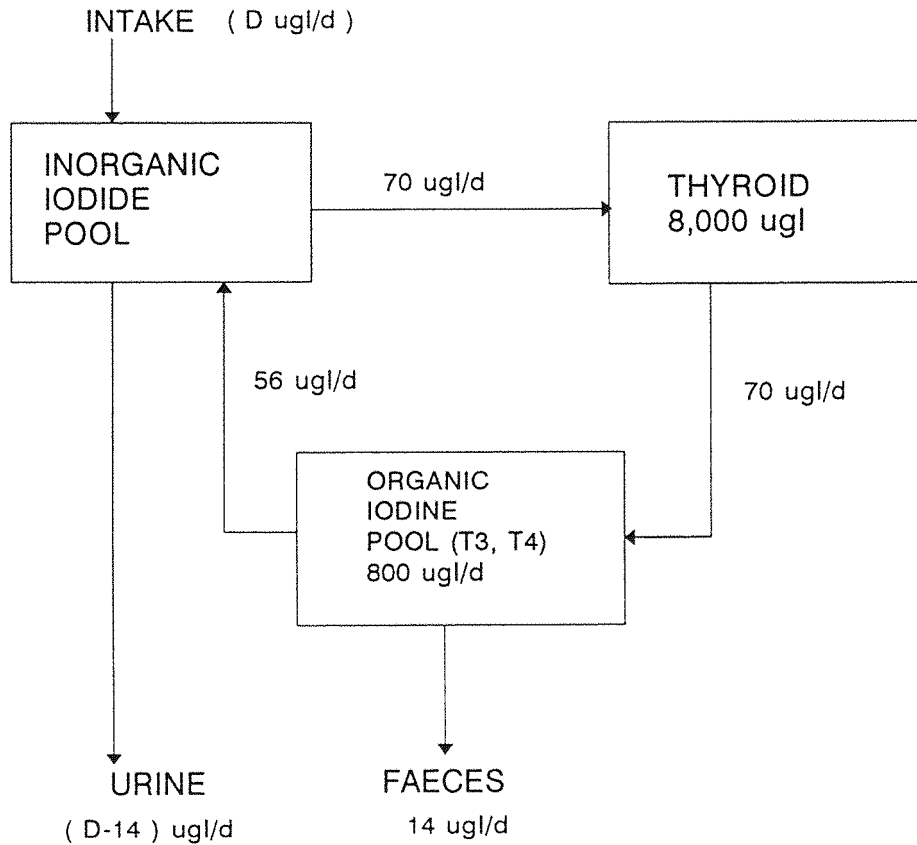 INTAKE ( D ugI/d )
INORGANIC
IODIDE
POOL
70 ugI/d
THYROID
8,000 ugI
56 ugI/d
70 ugI/d
ORGANIC
IODINE
POOL (T3, T4)
800 ugI/d
URINE
( D-14 ) ugI/d
FAECES
14 ugI/d